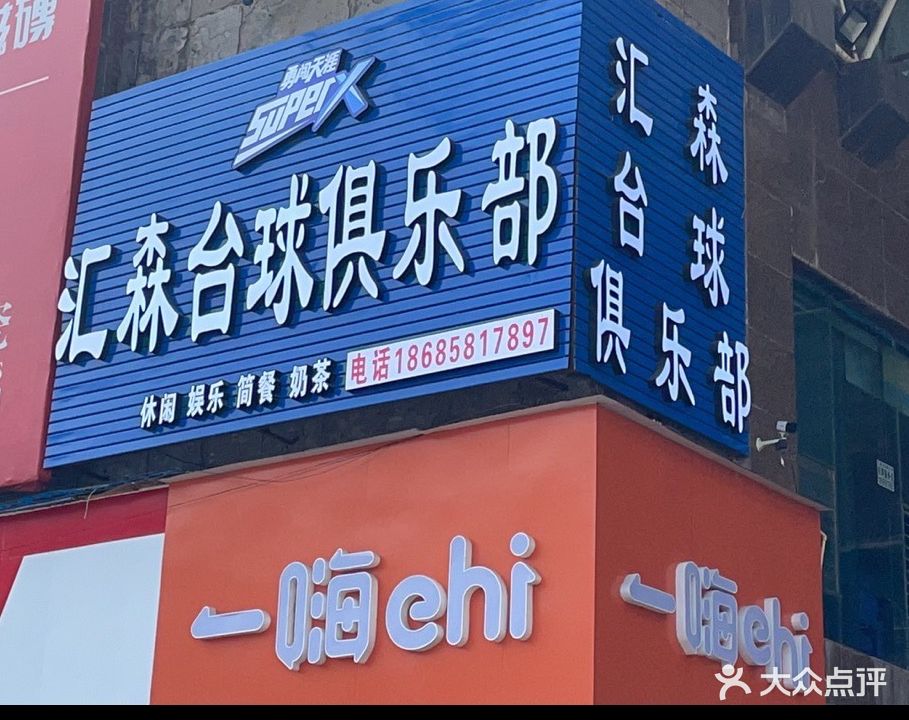 勇闯天涯
superX
汇森台球俱乐部
休闲 娱乐 简餐 奶茶
电话18685817897
汇森
台球
俱乐部
一嗨ehi
一嗨ehi
大众点评